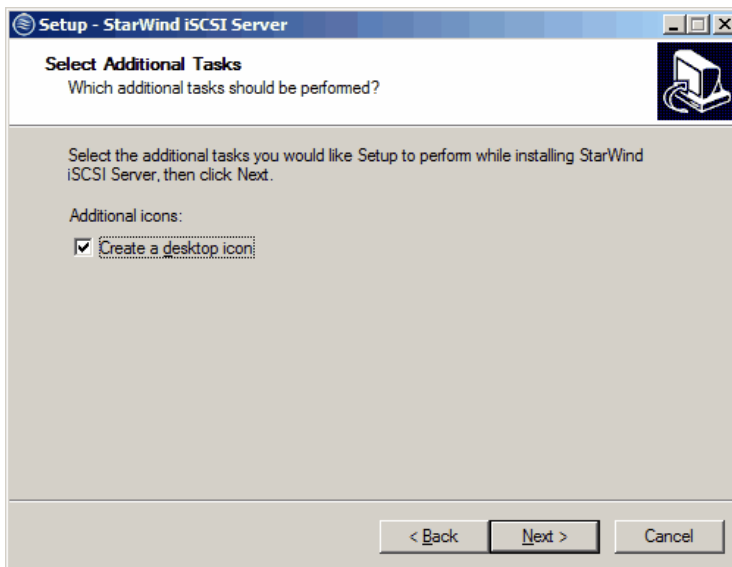 Setup - StarWind iSCSI Server
Select Additional Tasks
Which additional tasks should be performed?
Select the additional tasks you would like Setup to perform while installing StarWind
iSCSI Server, then click Next.
Additional icons:
Create a desktop icon
< Back Next > Cancel